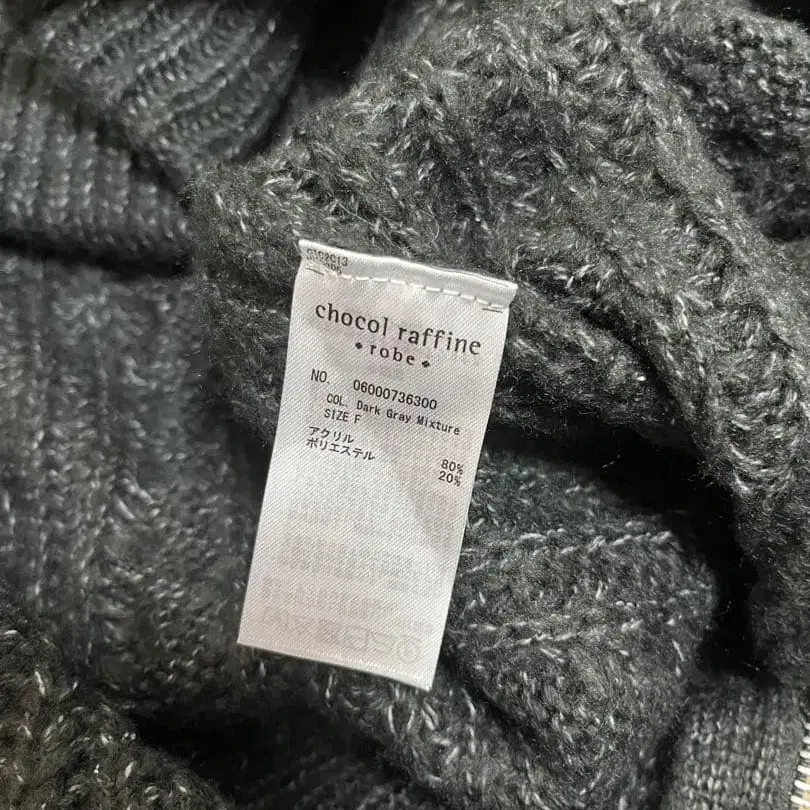 chocol raffine
robe
NO. 06000736300
COL. Dark Gray Mixture
SIZE F
アクリル 80%
ポリエステル 20%